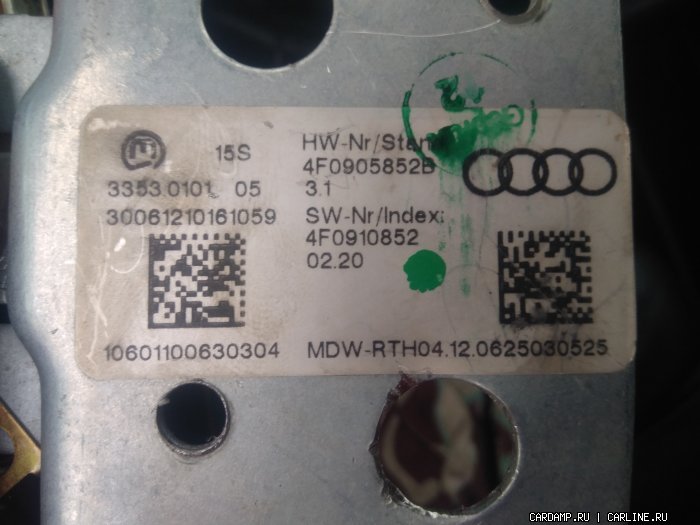 15S
3353.0101 05
30061210161059
HW-Nr/Stand:
4F0905852B
3.1
SW-Nr/Index:
4F0910852
02.20
10601100630304
MDW-RTH04.12.0625030525
CARDAMP.RU | CARLINE.RU